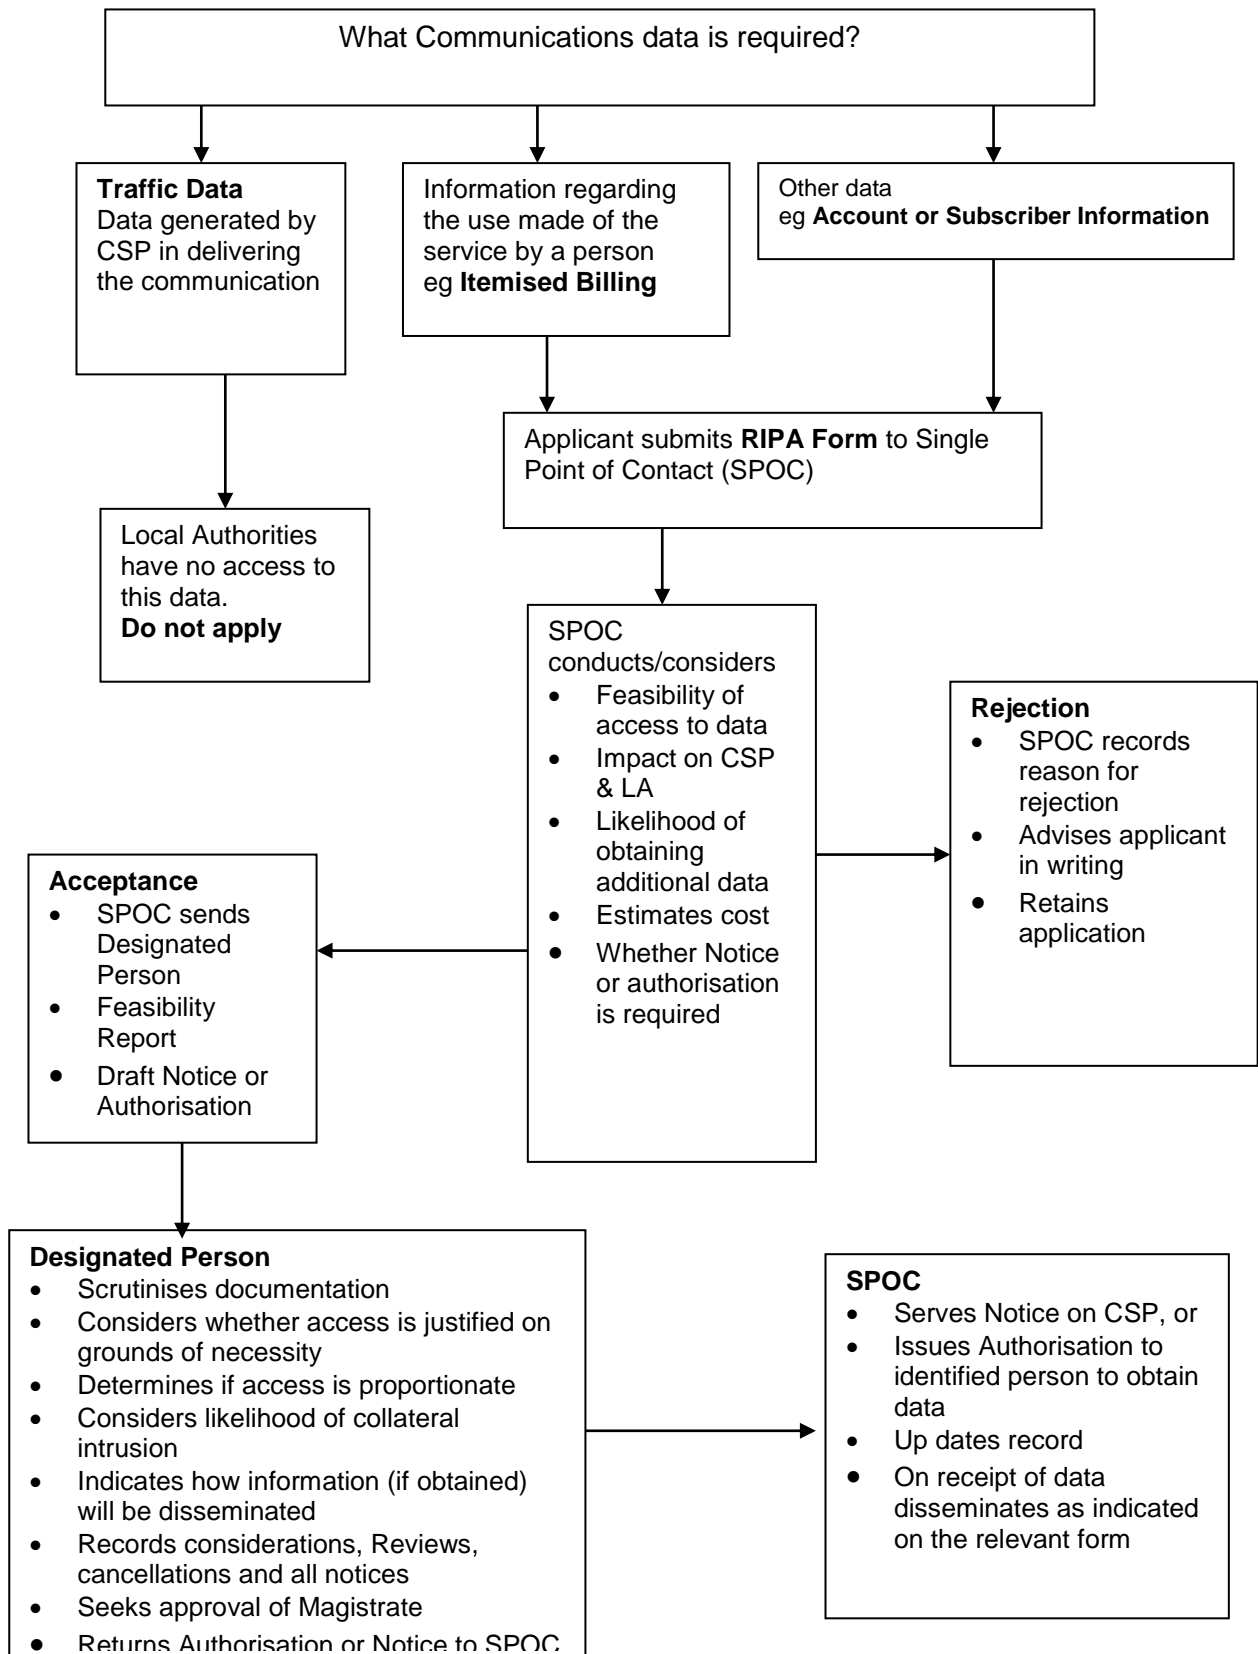 What Communications data is required?
Traffic Data
Data generated by
CSP in delivering
the communication
Information regarding
the use made of the
service by a person
eg Itemised Billing
Other data
eg Account or Subscriber Information
Applicant submits RIPA Form to Single
Point of Contact (SPOC)
Local Authorities
have no access to
this data.
Do not apply
SPOC
conducts/considers
• Feasibility of
access to data
• Impact on CSP
& LA
• Likelihood of
obtaining
additional data
• Estimates cost
• Whether Notice
or authorisation
is required
Rejection
• SPOC records
reason for
rejection
• Advises applicant
in writing
• Retains
application
Acceptance
• SPOC sends
Designated
Person
• Feasibility
Report
• Draft Notice or
Authorisation
Designated Person
• Scrutinises documentation
• Considers whether access is justified on
grounds of necessity
• Determines if access is proportionate
• Considers likelihood of collateral
intrusion
• Indicates how information (if obtained)
will be disseminated
• Records considerations, Reviews,
cancellations and all notices
• Seeks approval of Magistrate
• Returns Authorisation or Notice to SPOC
SPOC
• Serves Notice on CSP, or
• Issues Authorisation to
identified person to obtain
data
• Up dates record
• On receipt of data
disseminates as indicated
on the relevant form